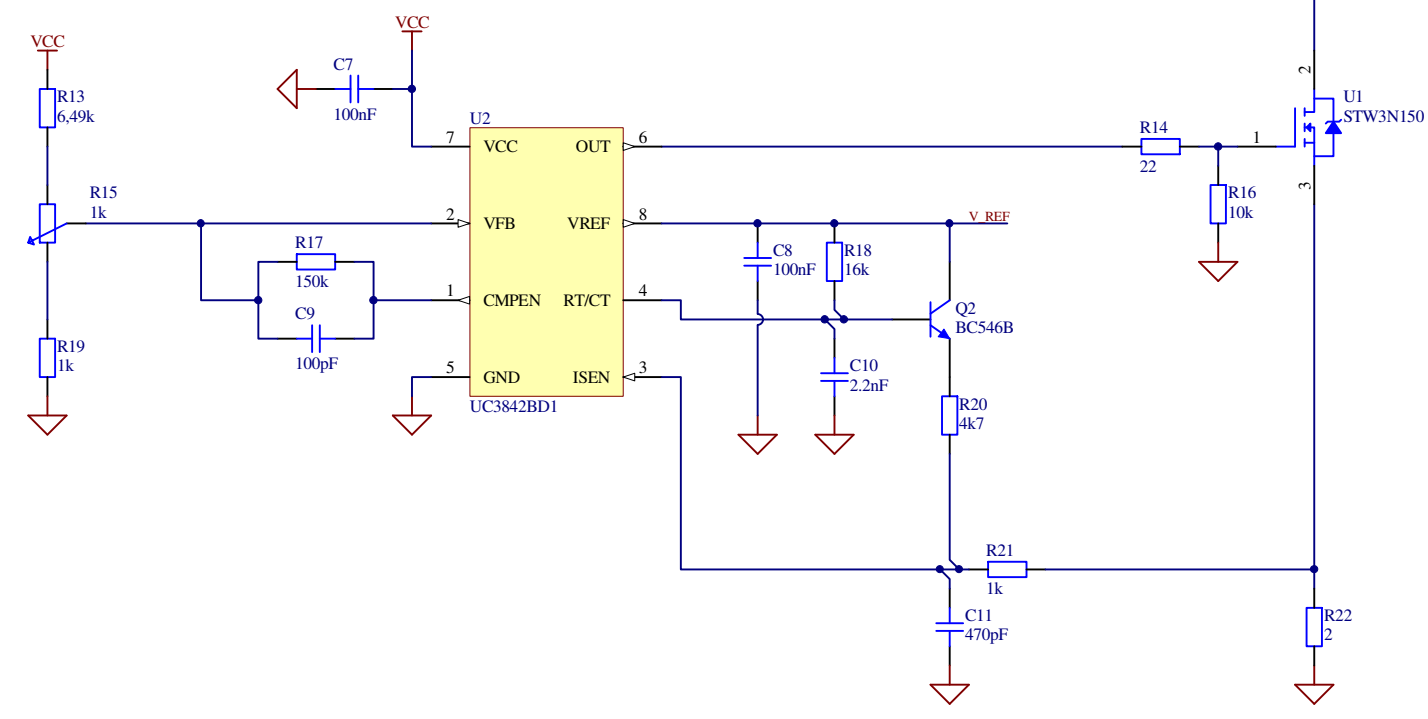 VCC
R13
6,49k
R15
1k
R19
1k
VCC
C7
100nF
R17
150k
C9
100pF
U2
7
VCC
OUT
6
2
VFB
VREF
8
1
CMPEN
RT/CT
4
5
GND
ISEN
3
UC3842BD1
V_REF
C8
100nF
R18
16k
C10
2.2nF
Q2
BC546B
R20
4k7
R21
1k
C11
470pF
R14
22
1
R16
10k
2
U1
STW3N150
3
R22
2